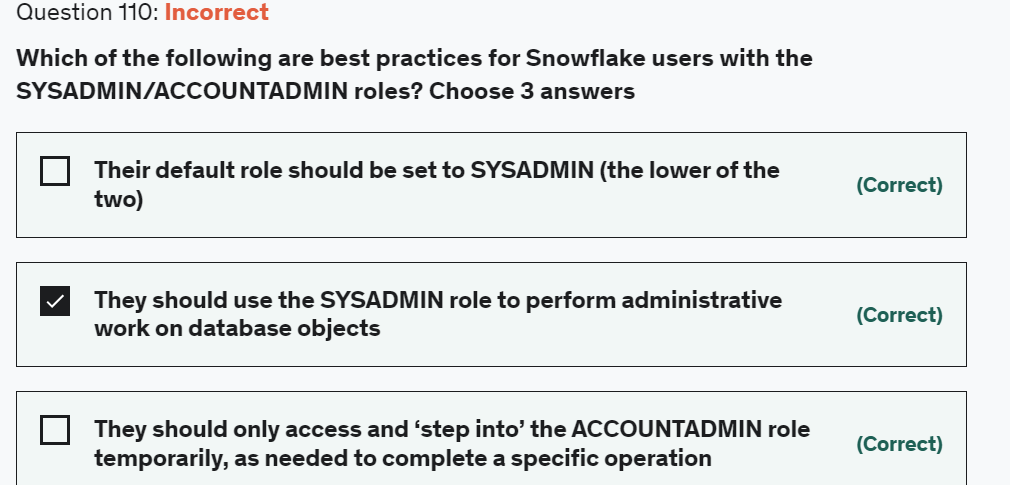 Question 110: Incorrect
Which of the following are best practices for Snowflake users with the
SYSADMIN/ACCOUNTADMIN roles? Choose 3 answers
Their default role should be set to SYSADMIN (the lower of the
two)
(Correct)
They should use the SYSADMIN role to perform administrative
work on database objects
(Correct)
They should only access and ‘step into’ the ACCOUNTADMIN role
temporarily, as needed to complete a specific operation
(Correct)